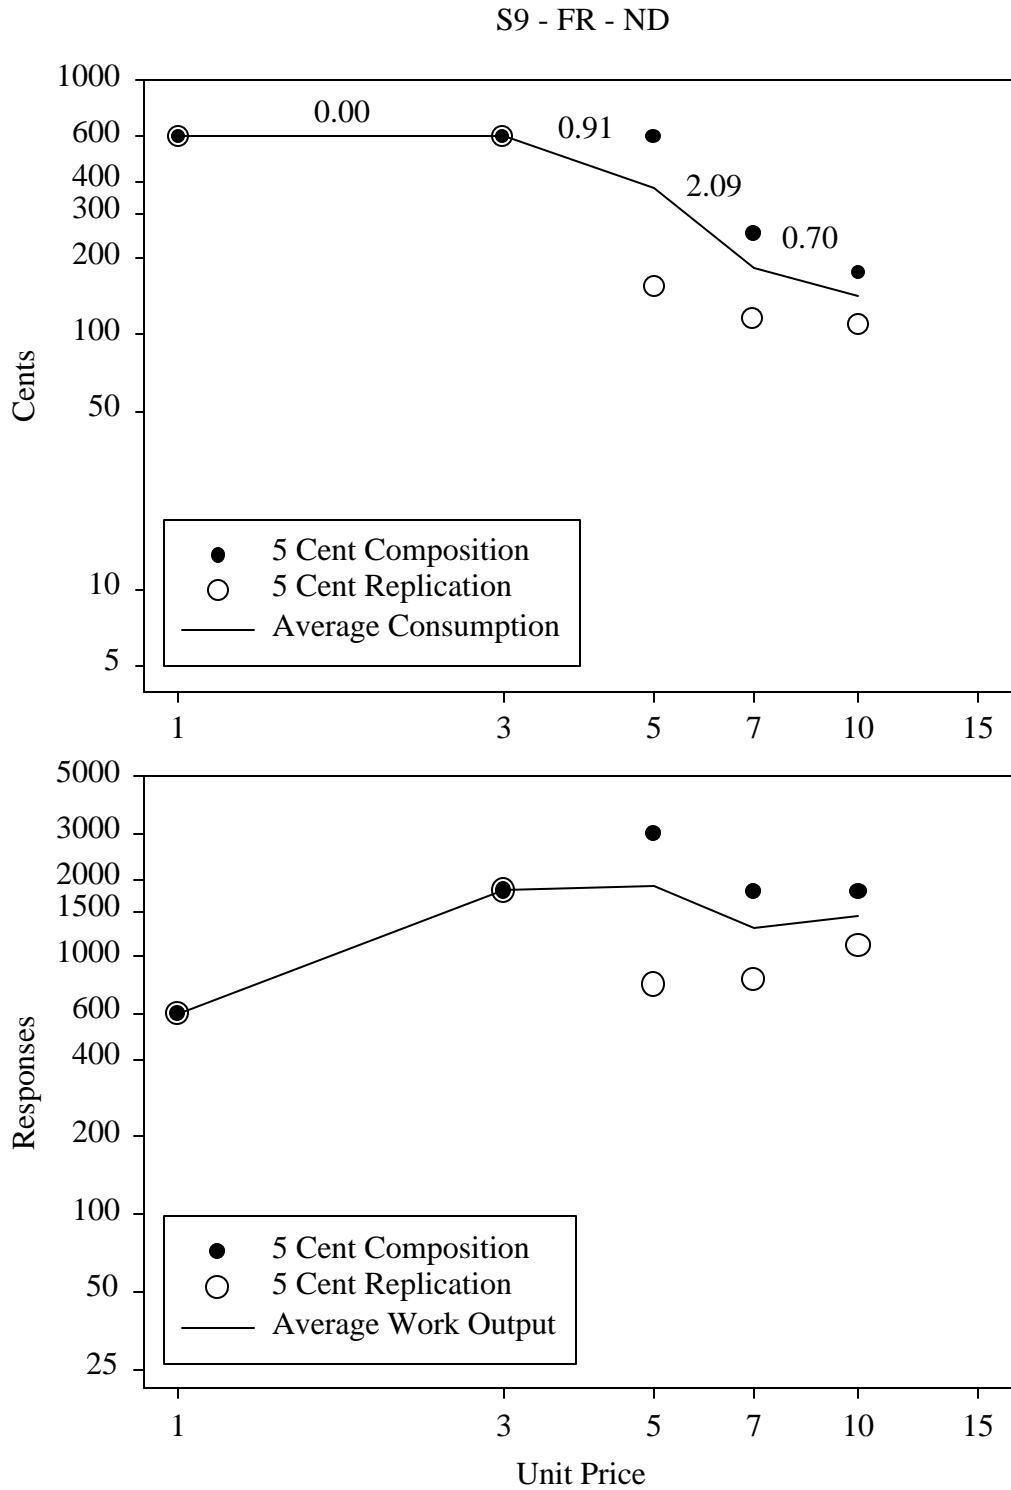 S9 - FR - ND
1000
600
400
300
200
100
50
10
5
Cents
0.00
0.91
2.09
0.70
5 Cent Composition
5 Cent Replication
Average Consumption
1 3 5 7 10 15
5000
3000
2000
1500
1000
600
400
200
100
50
25
Responses
5 Cent Composition
5 Cent Replication
Average Work Output
1 3 5 7 10 15
Unit Price